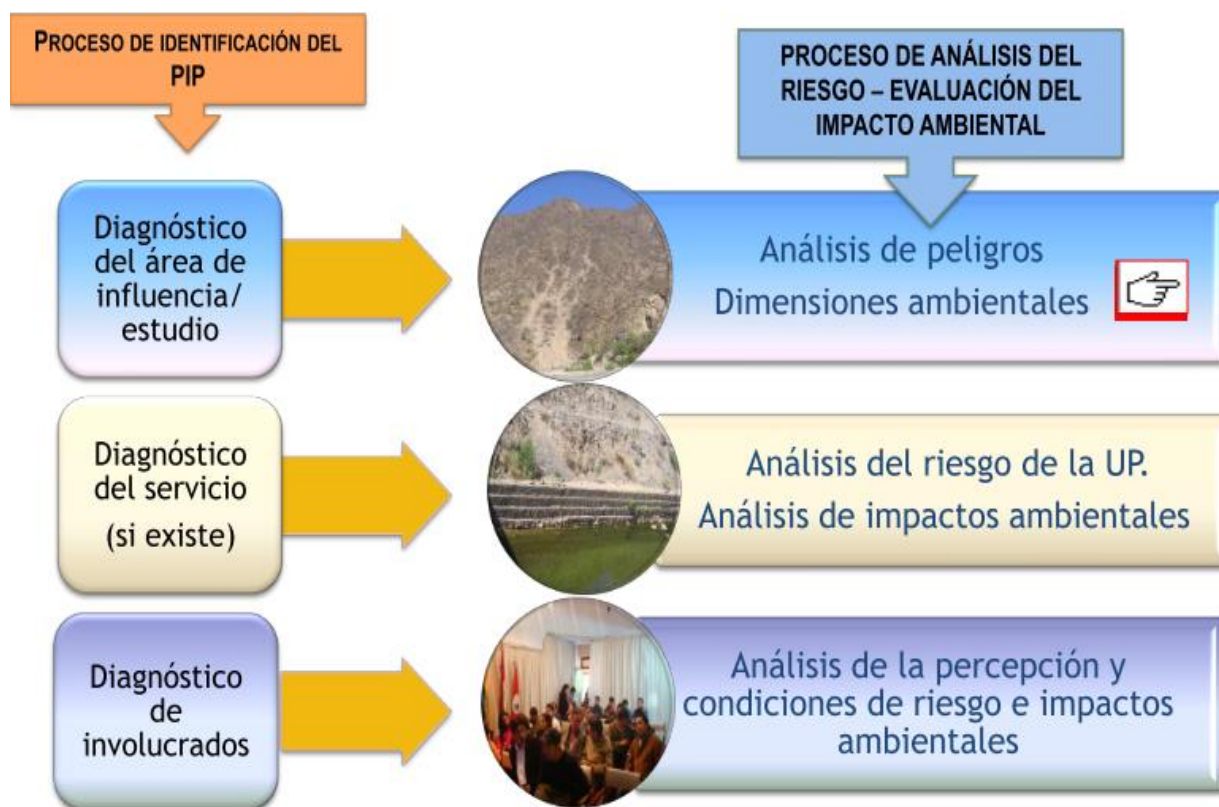 PROCESO DE IDENTIFICACIÓN DEL
PIP
PROCESO DE ANÁLISIS DEL
RIESGO – EVALUACIÓN DEL
IMPACTO AMBIENTAL
Diagnóstico
del área de
influencia/
estudio
Análisis de peligros
Dimensiones ambientales
Diagnóstico
del servicio
(si existe)
Análisis del riesgo de la UP.
Análisis de impactos ambientales
Diagnóstico
de
involucrados
Análisis de la percepción y
condiciones de riesgo e impactos
ambientales